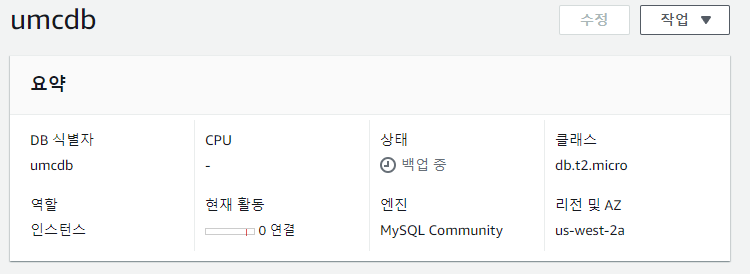 umcdb
수정
작업
요약
DB 식별자
CPU
상태
클래스
umcdb
-
백업 중
db.t2.micro
역할
현재 활동
엔진
리전 및 AZ
인스턴스
0 연결
MySQL Community
us-west-2a